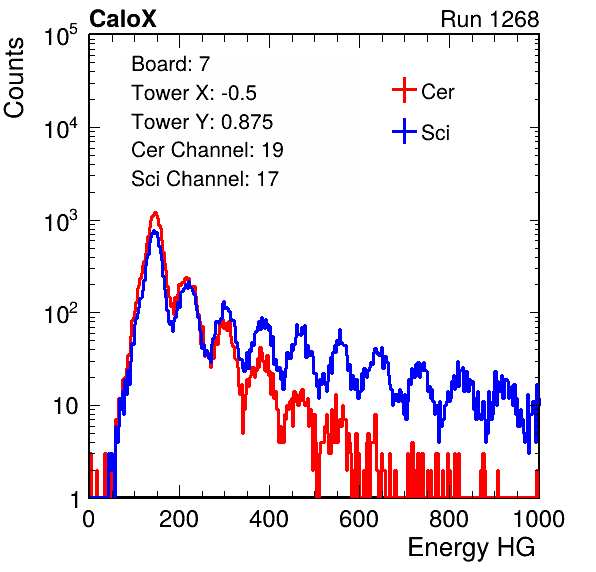 CaloX Run 1268
Counts
Board: 7
Tower X: -0.5
Tower Y: 0.875
Cer Channel: 19
Sci Channel: 17
Cer
Sci
10^5
10^4
10^3
10^2
10
1
0 200 400 600 800 1000
Energy HG